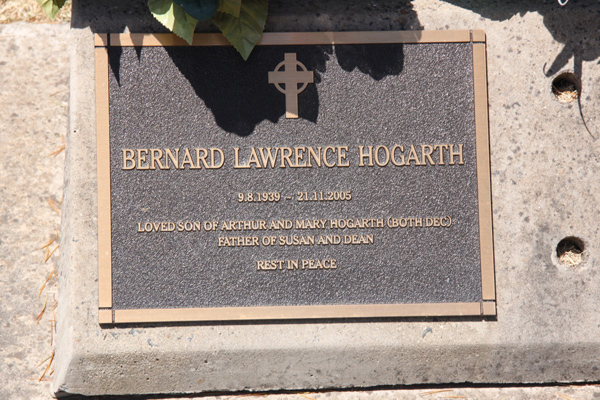 BERNARD LAWRENCE HOGARTH
9.8.1939 – 21.11.2005
LOVED SON OF ARTHUR AND MARY HOGARTH (BOTH DEC)
FATHER OF SUSAN AND DEAN
REST IN PEACE